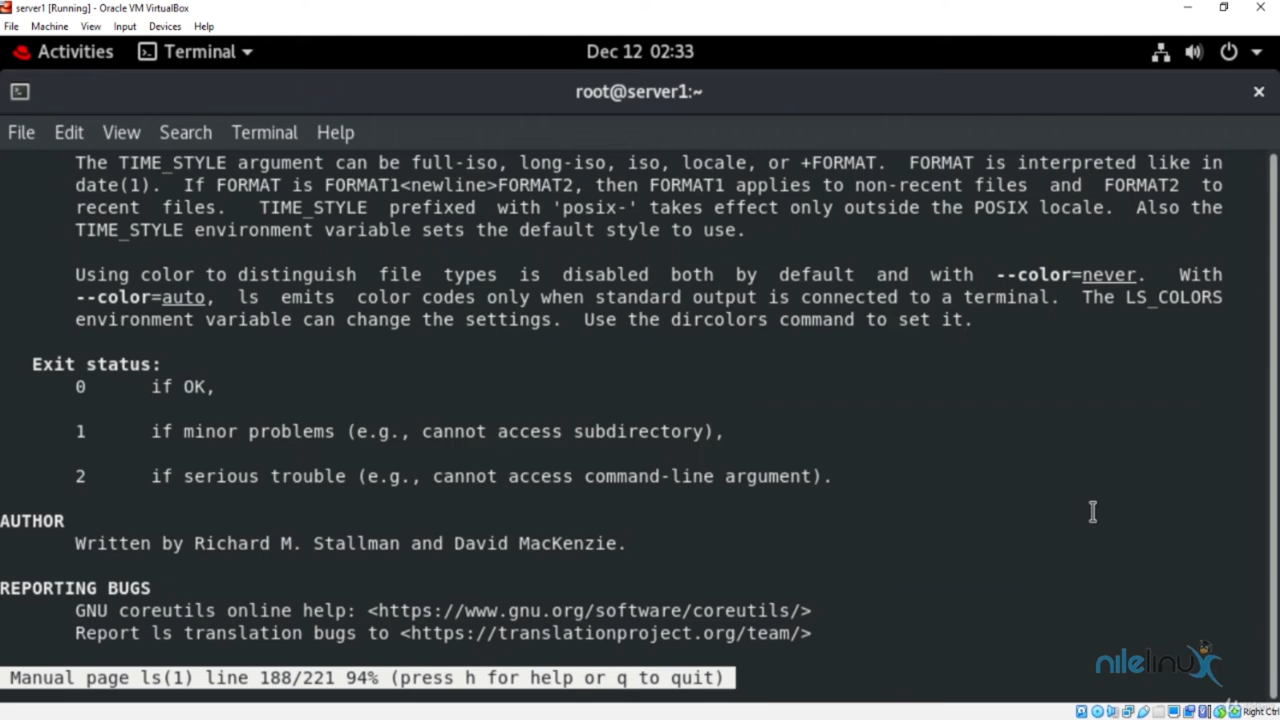 server1 [Running] - Oracle VM VirtualBox
File Machine View Input Devices Help
Activities Terminal Dec 12 02:33
root@server1:~
File Edit View Search Terminal Help
The TIME_STYLE argument can be full-iso, long-iso, iso, locale, or +FORMAT. FORMAT is interpreted like in
date(1). If FORMAT is FORMAT1<newline>FORMAT2, then FORMAT1 applies to non-recent files and FORMAT2 to
recent files. TIME_STYLE prefixed with 'posix-' takes effect only outside the POSIX locale. Also the
TIME_STYLE environment variable sets the default style to use.
Using color to distinguish file types is disabled both by default and with --color=never. With
--color=auto, ls emits color codes only when standard output is connected to a terminal. The LS_COLORS
environment variable can change the settings. Use the dircolors command to set it.
Exit status:
0 if OK,
1 if minor problems (e.g., cannot access subdirectory),
2 if serious trouble (e.g., cannot access command-line argument).
AUTHOR
Written by Richard M. Stallman and David MacKenzie.
REPORTING BUGS
GNU coreutils online help: <https://www.gnu.org/software/coreutils/>
Report ls translation bugs to <https://translationproject.org/team/>
nilelinux
Manual page ls(1) line 188/221 94% (press h for help or q to quit)
Right Ctrl